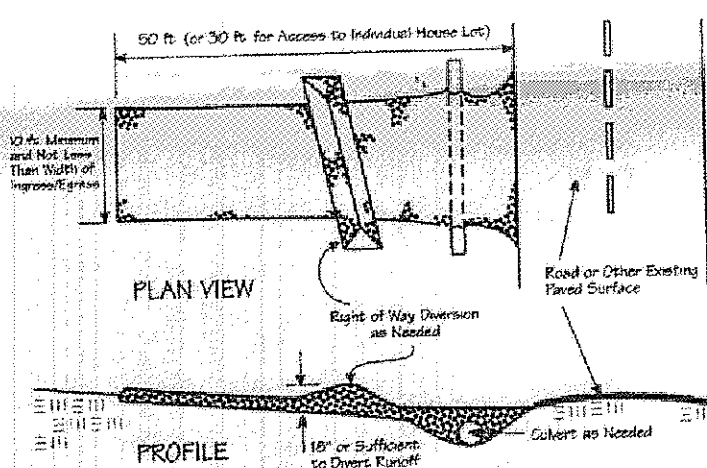 50 ft. (or 30 ft. for Access to Individual House Lot)
10 ft. Minimum
and Not Less
Than Width of
Ingress/Egress
PLAN VIEW
Right of Way Diversion
as Needed
Road or Other Existing
Paved Surface
PROFILE
18" or Sufficient
to Divert Runoff
Culvert as Needed